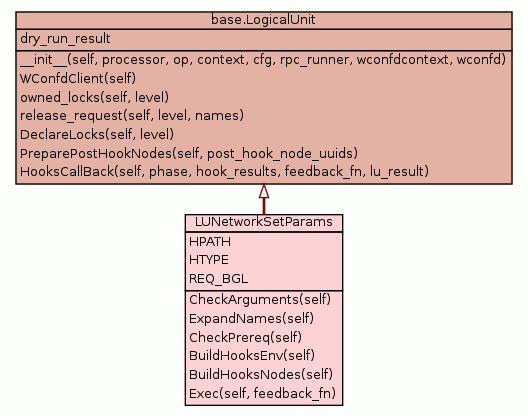 base.LogicalUnit
dry_run_result
__init__(self, processor, op, context, cfg, rpc_runner, wconfdcontext, wconfd)
WConfdClient(self)
owned_locks(self, level)
release_request(self, level, names)
DeclareLocks(self, level)
PreparePostHookNodes(self, post_hook_node_uuids)
HooksCallBack(self, phase, hook_results, feedback_fn, lu_result)
LUNetworkSetParams
HPATH
HTYPE
REQ_BGL
CheckArguments(self)
ExpandNames(self)
CheckPrereq(self)
BuildHooksEnv(self)
BuildHooksNodes(self)
Exec(self, feedback_fn)